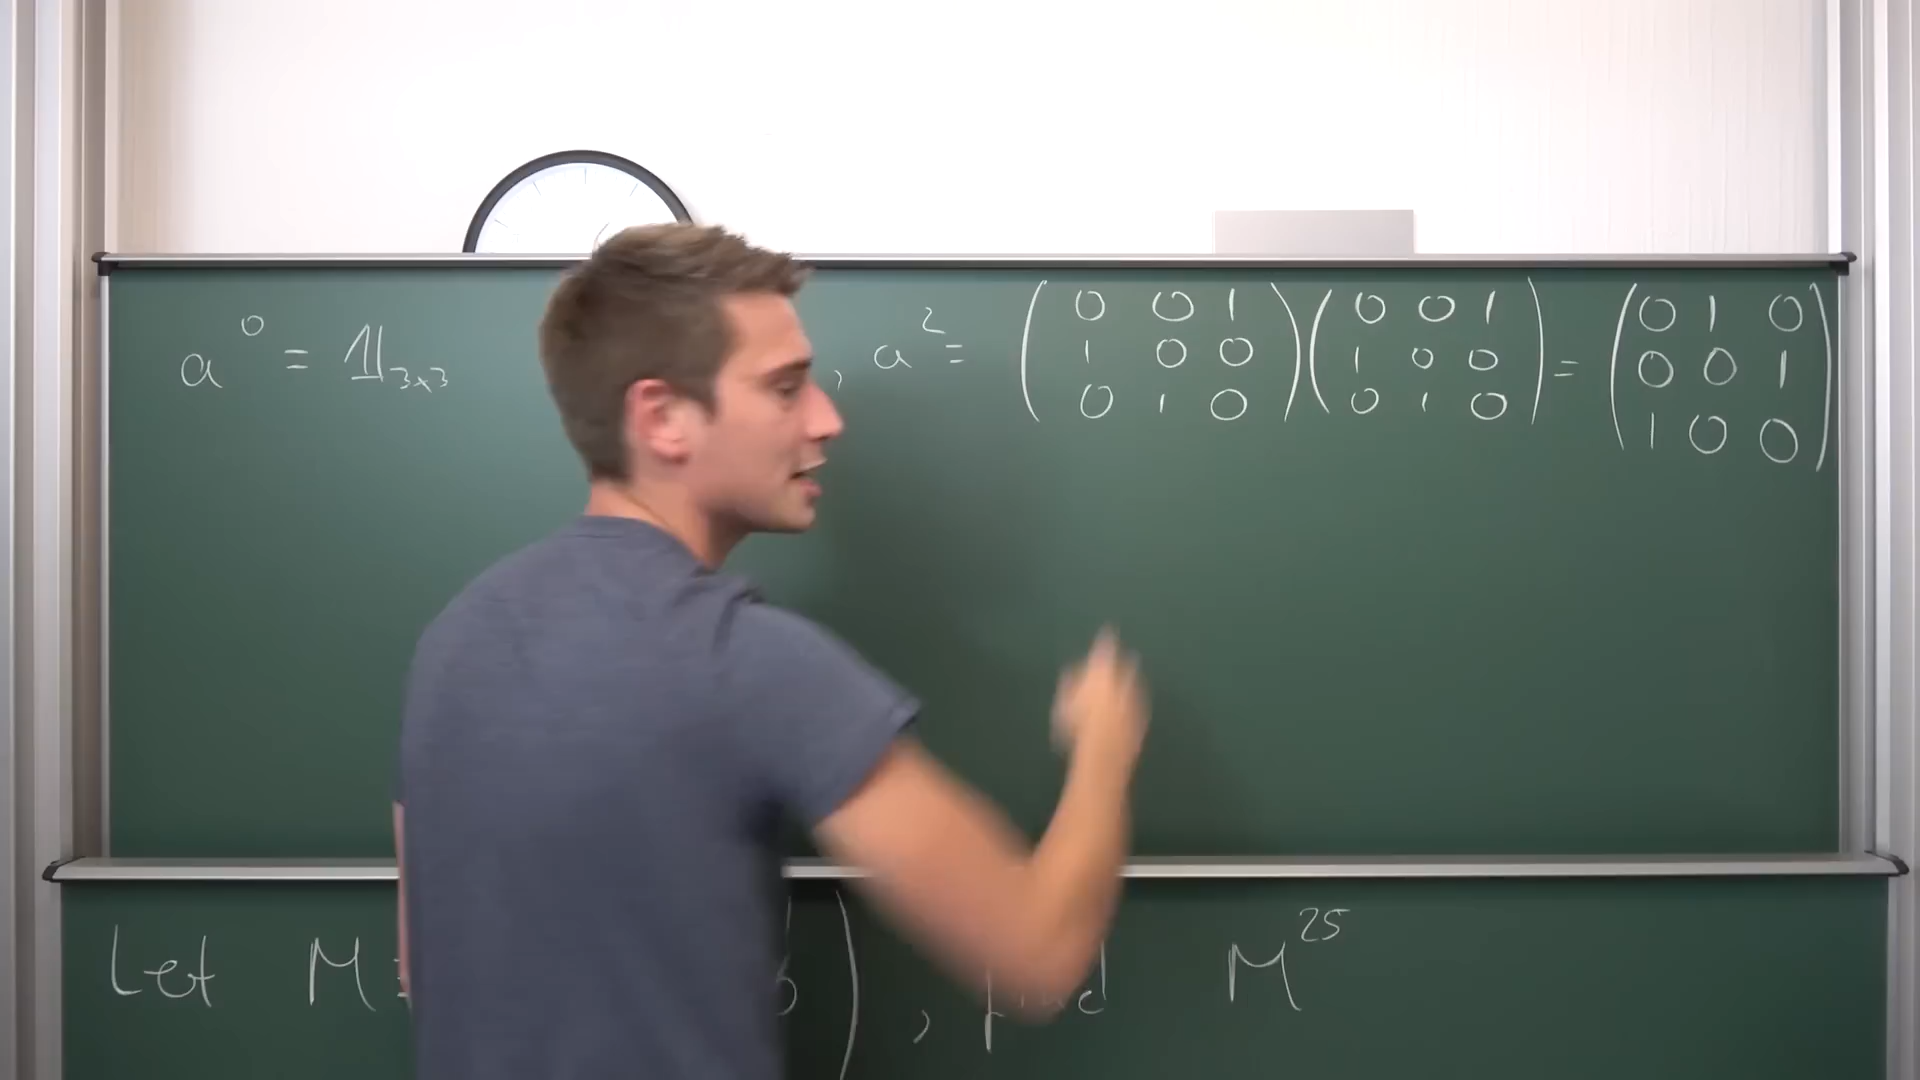 a⁰ = 𝟙₃ₓ₃ , a² = (0 0 1 / 1 0 0 / 0 1 0)(0 0 1 / 1 0 0 / 0 1 0) = (0 1 0 / 0 0 1 / 1 0 0)
Let M = ) , find M²⁵